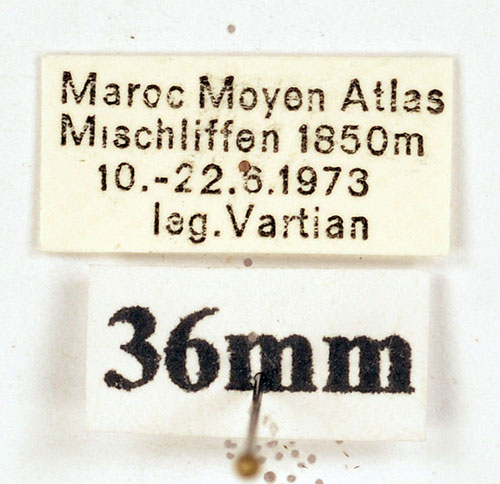 Maroc Moyen Atlas
Mischliffen 1850m
10.-22.6.1973
leg. Vartian
36mm